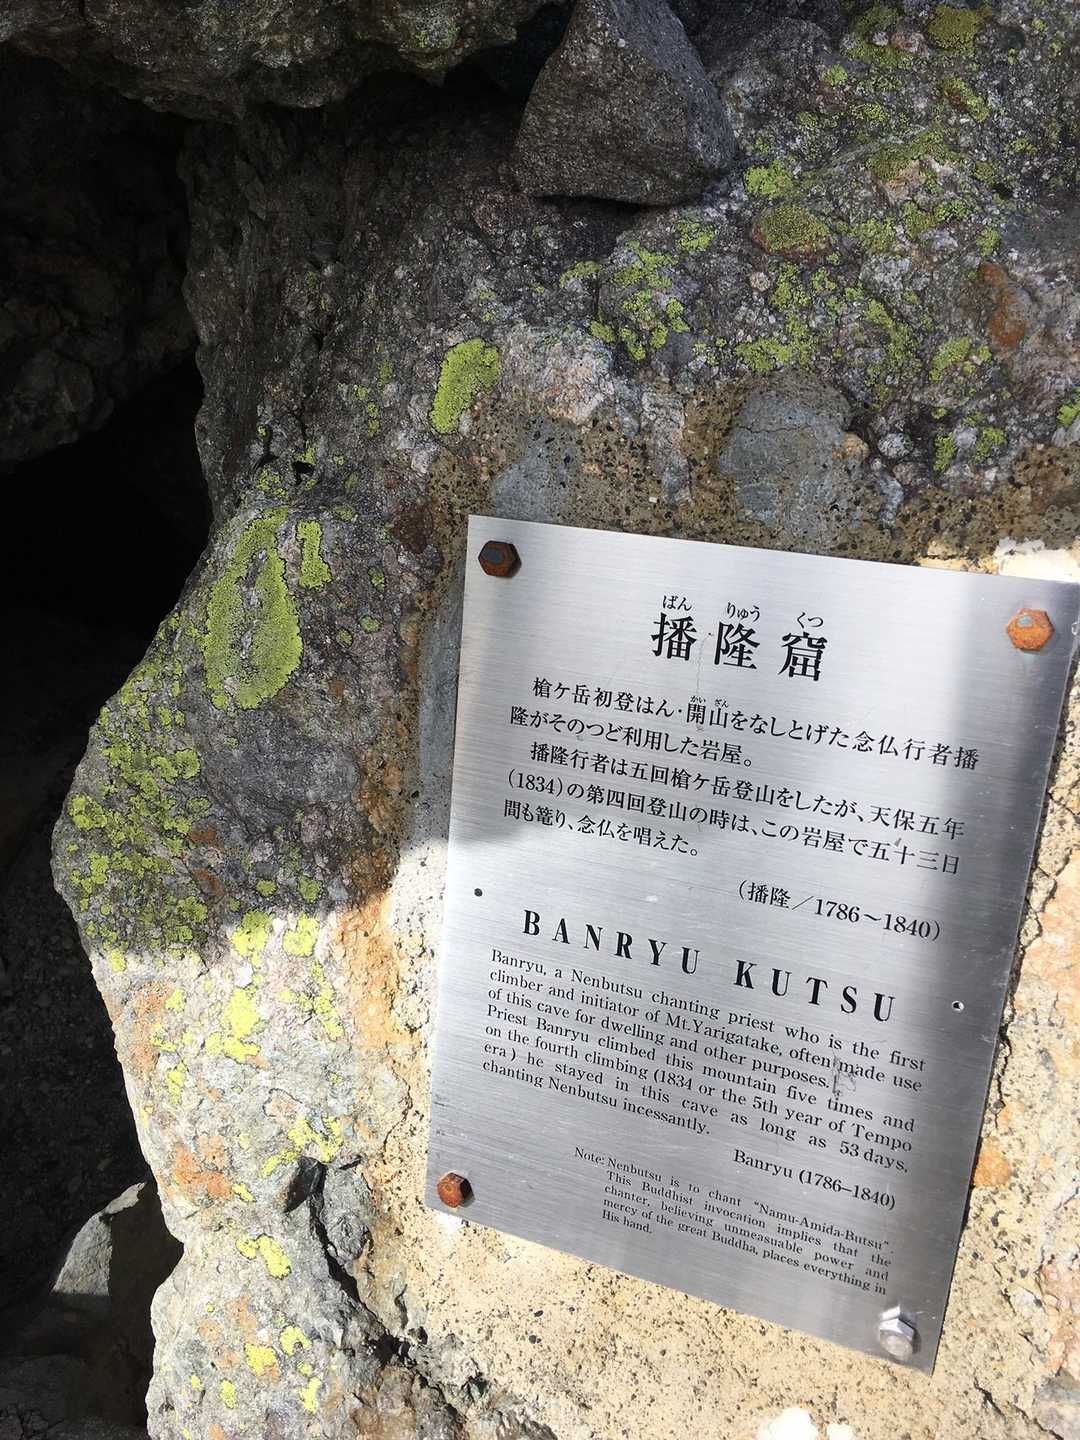 ばん りゅう くつ
播隆窟
かい ざん
槍ケ岳初登はん・開山をなしとげた念仏行者播
隆がそのつど利用した岩屋。
播隆行者は五回槍ケ岳登山をしたが、天保五年
(1834)の第四回登山の時は、この岩屋で五十三日
間も篭り、念仏を唱えた。
(播隆／1786～1840)
BANRYU KUTSU
Banryu, a Nenbutsu chanting priest who is the first
climber and initiator of Mt.Yarigatake, often made use
of this cave for dwelling and other purposes.
Priest Banryu climbed this mountain five times and
on the fourth climbing (1834 or the 5th year of Tempo
era) he stayed in this cave as long as 53 days,
chanting Nenbutsu incessantly.
Banryu (1786–1840)
Note: Nenbutsu is to chant "Namu-Amida-Butsu".
This Buddhist invocation implies that the
chanter, believing unmeasuable power and
mercy of the great Buddha, places everything in
His hand.